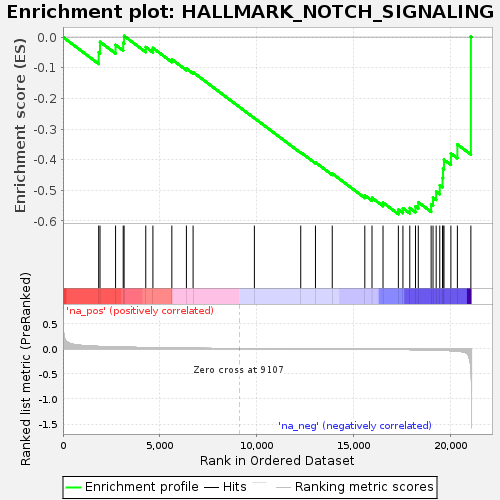 Enrichment plot: HALLMARK_NOTCH_SIGNALING
Enrichment score (ES)
0.0
-0.1
-0.2
-0.3
-0.4
-0.5
-0.6
'na_pos' (positively correlated)
Ranked list metric (PreRanked)
0.5
0.0
-0.5
-1.0
-1.5
Zero cross at 9107
'na_neg' (negatively correlated)
0 5,000 10,000 15,000 20,000
Rank in Ordered Dataset
Enrichment profile Hits Ranking metric scores